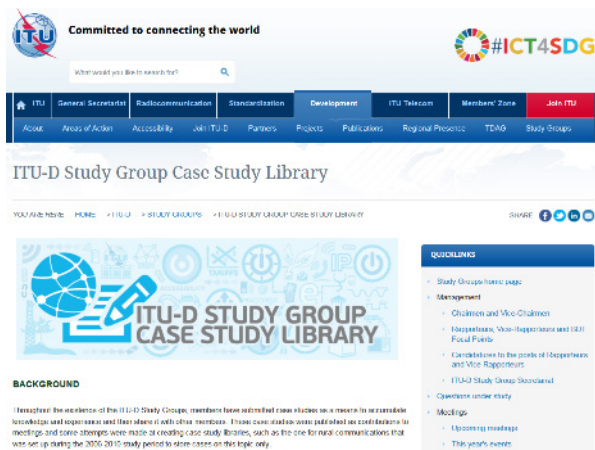 ITU
Committed to connecting the world
#ICT4SDG
What would you like to search for?
ITU General Secretariat Radiocommunication Standardization Development ITU Telecom Members' Zone Join ITU
About Areas of Action Accessibility Join ITU-D Partners Projects Publications Regional Presence TDAG Study Groups
ITU-D Study Group Case Study Library
YOU ARE HERE HOME > ITU-D > STUDY GROUPS > ITU-D STUDY GROUP CASE STUDY LIBRARY SHARE
ITU-D STUDY GROUP
CASE STUDY LIBRARY
QUICKLINKS
Study Groups home page
Management
Chairmen and Vice-Chairmen
Rapporteurs, Vice-Rapporteurs and BDT
Focal Points
Candidatures to the posts of Rapporteurs
and Vice Rapporteurs
ITU-D Study Group Secretariat
Questions under study
Meetings
Upcoming meetings
This year's events
BACKGROUND
Throughout the existence of the ITU-D Study Groups, members have submitted case studies as a means to accumulate
knowledge and experience and then share it with other members. These case studies were published as contributions to
meetings and some attempts were made at creating case study libraries, such as the one for rural communications that
was set up during the 2006-2010 study period to store cases on this topic only.